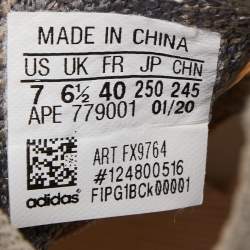 MADE IN CHINA
US UK FR JP CHN
7 6½ 40 250 245
APE 779001 01/20
ART FX9764
#124800516
adidas F1PG1BCk00001